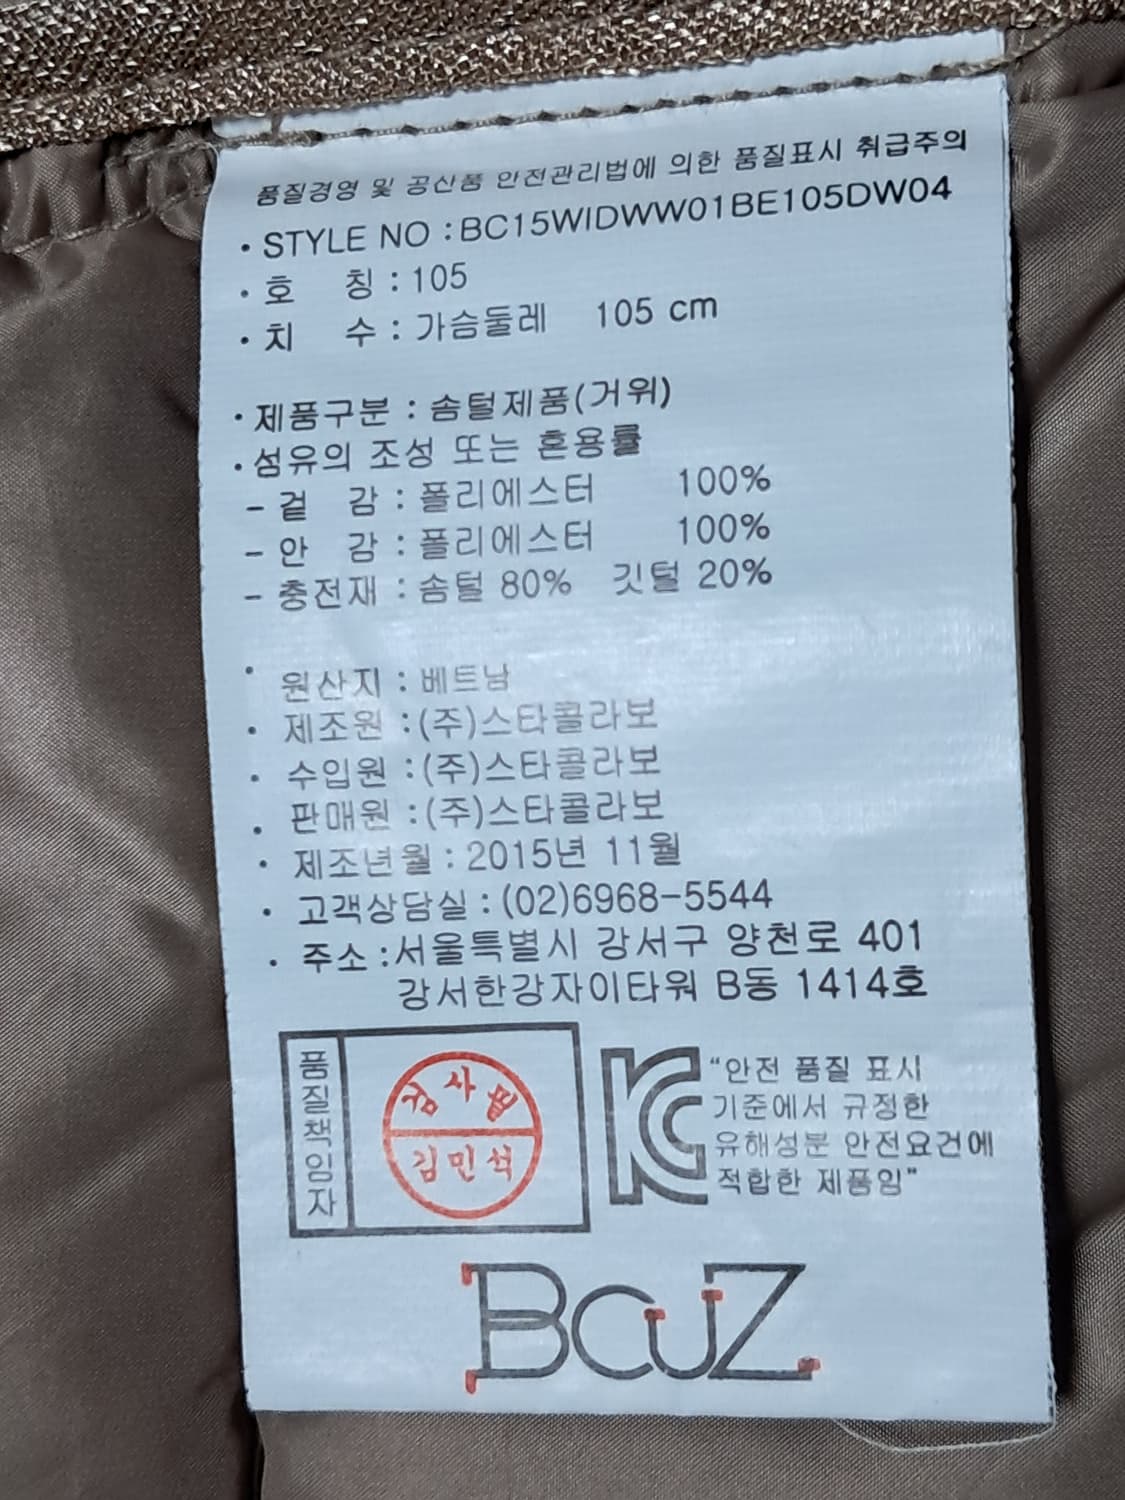 품질경영 및 공산품 안전관리법에 의한 품질표시 취급주의
· STYLE NO : BC15WIDWW01BE105DW04
· 호 칭 : 105
· 치 수 : 가슴둘레 105 cm
· 제품구분 : 솜털제품(거위)
· 섬유의 조성 또는 혼용률
- 겉 감 : 폴리에스터 100%
- 안 감 : 폴리에스터 100%
- 충전재 : 솜털 80% 깃털 20%
· 원산지 : 베트남
· 제조원 : (주)스타콜라보
· 수입원 : (주)스타콜라보
· 판매원 : (주)스타콜라보
· 제조년월 : 2015년 11월
· 고객상담실 : (02)6968-5544
· 주소 : 서울특별시 강서구 양천로 401
강서한강자이타워 B동 1414호
품질책임자
검사필
김민석
KC
“안전 품질 표시
기준에서 규정한
유해성분 안전요건에
적합한 제품임”
BCUZ